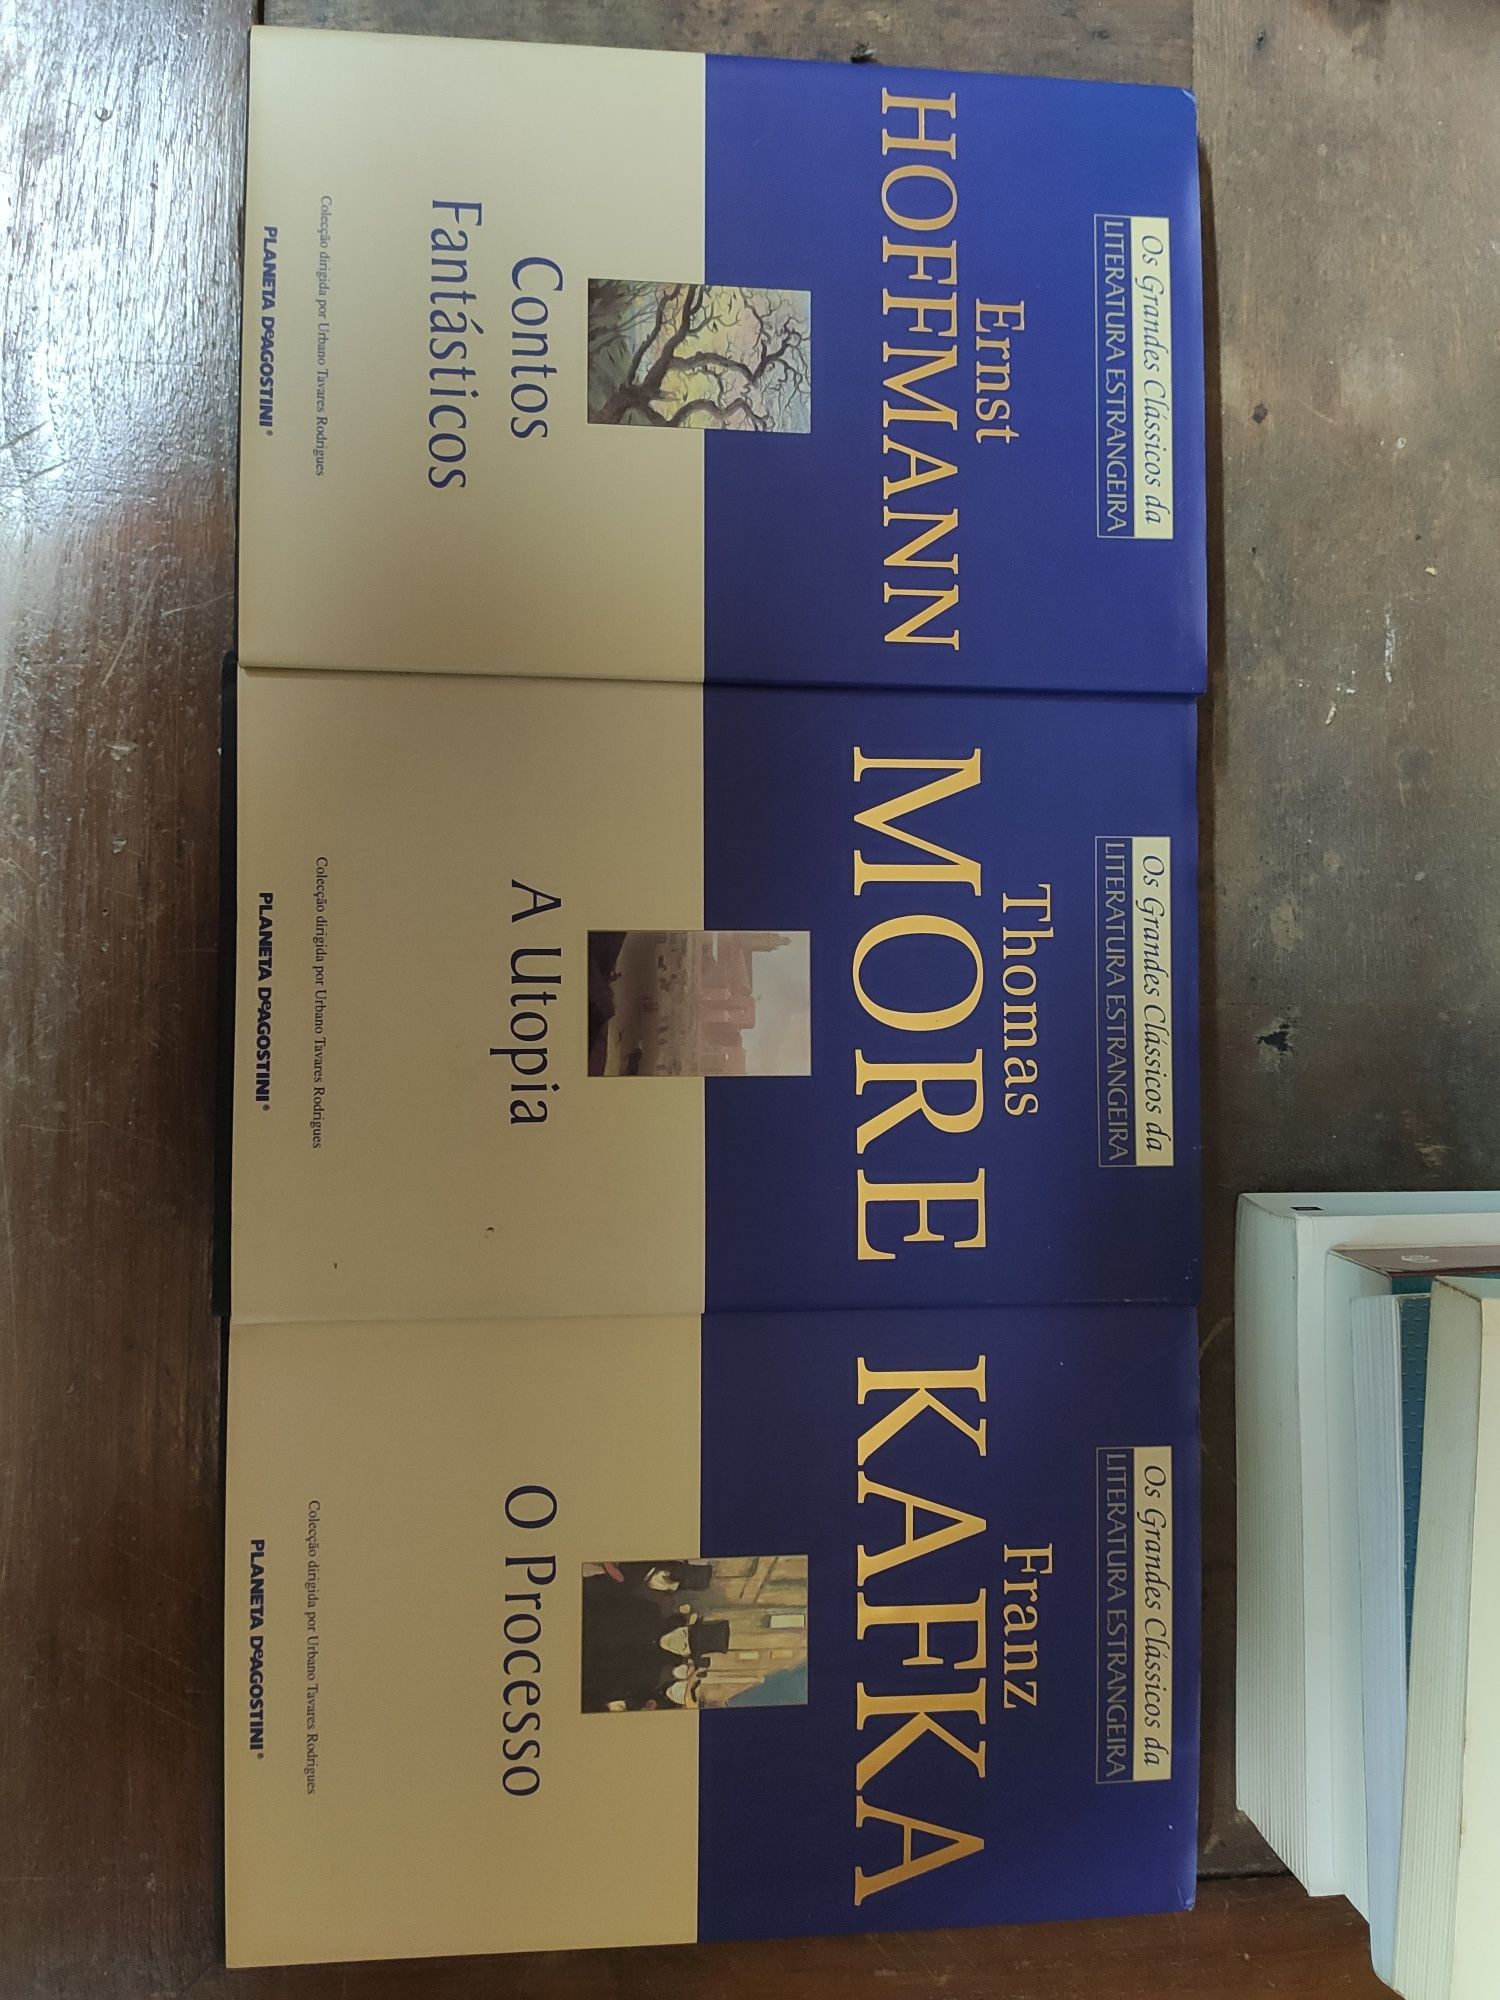 Os Grandes Clássicos da
LITERATURA ESTRANGEIRA
Ernst
HOFFMANN
Contos
Fantásticos
Colecção dirigida por Urbano Tavares Rodrigues
PLANETA DeAGOSTINI®
Os Grandes Clássicos da
LITERATURA ESTRANGEIRA
Thomas
MORE
A Utopia
Colecção dirigida por Urbano Tavares Rodrigues
PLANETA DeAGOSTINI®
Os Grandes Clássicos da
LITERATURA ESTRANGEIRA
Franz
KAFKA
O Processo
Colecção dirigida por Urbano Tavares Rodrigues
PLANETA DeAGOSTINI®